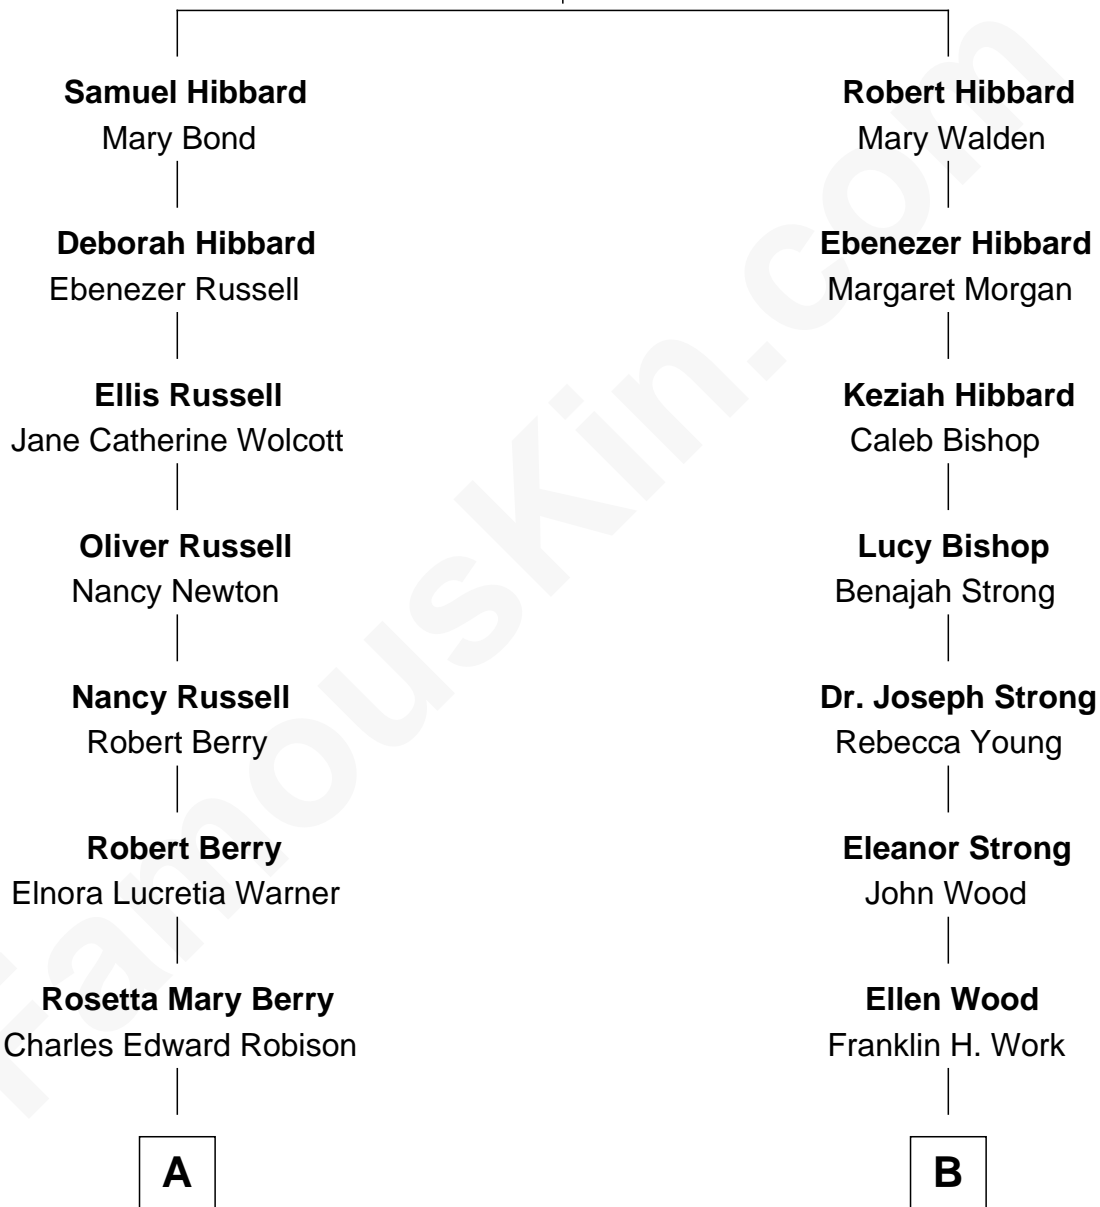 Samuel Hibbard
Mary Bond
Deborah Hibbard
Ebenezer Russell
Ellis Russell
Jane Catherine Wolcott
Oliver Russell
Nancy Newton
Nancy Russell
Robert Berry
Robert Berry
Elnora Lucretia Warner
Rosetta Mary Berry
Charles Edward Robison
A
Robert Hibbard
Mary Walden
Ebenezer Hibbard
Margaret Morgan
Keziah Hibbard
Caleb Bishop
Lucy Bishop
Benajah Strong
Dr. Joseph Strong
Rebecca Young
Eleanor Strong
John Wood
Ellen Wood
Franklin H. Work
B
FamousKin.com